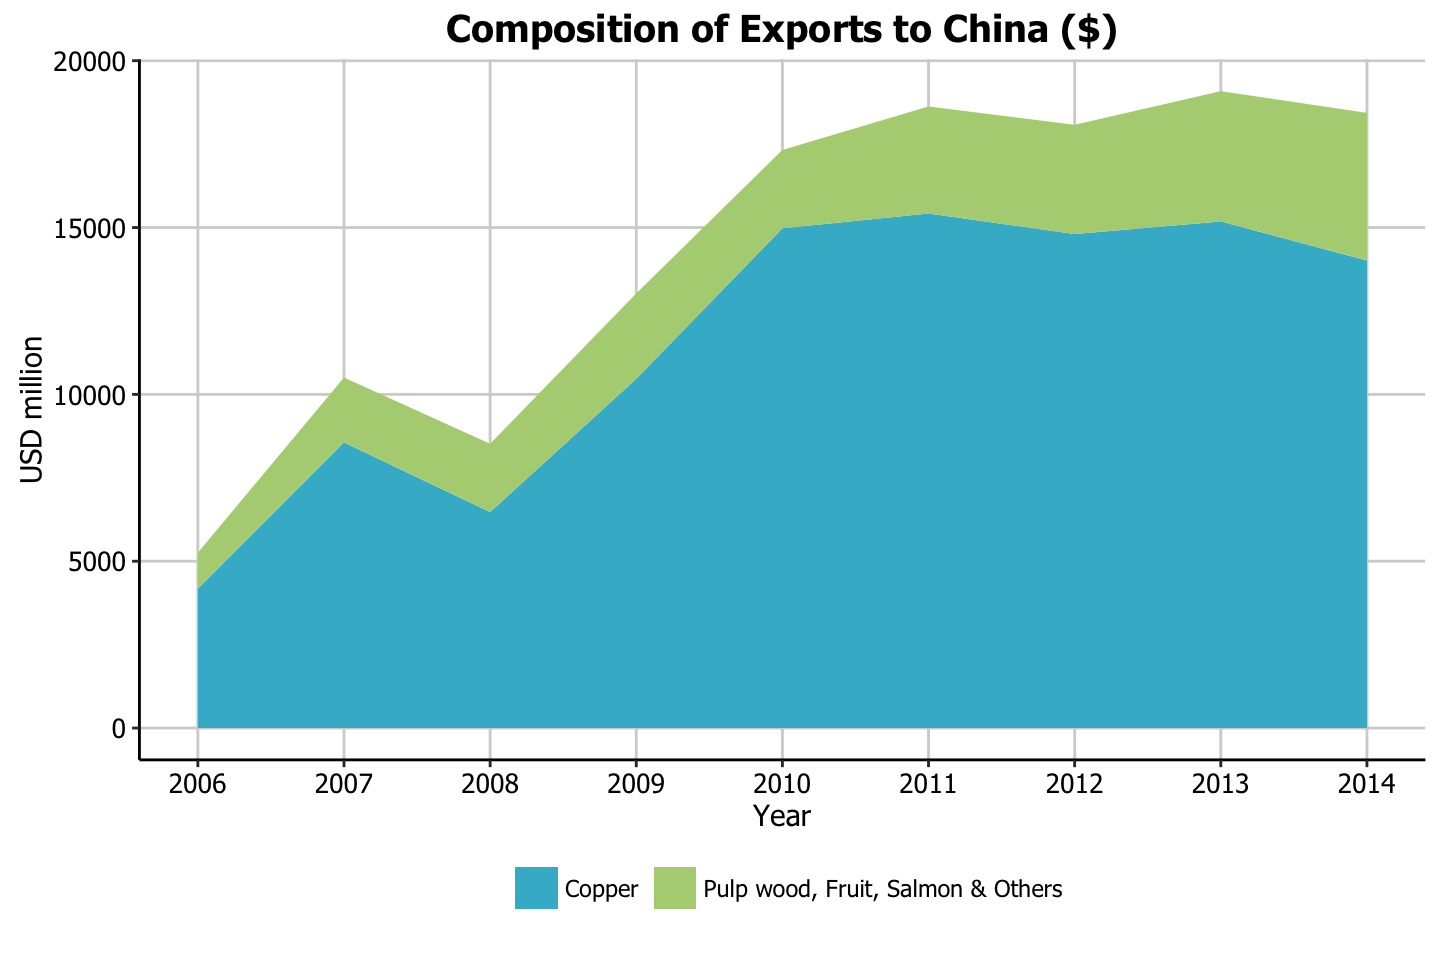 Composition of Exports to China ($)
20000
15000
10000
5000
0
USD million
2006 2007 2008 2009 2010 2011 2012 2013 2014
Year
Copper Pulp wood, Fruit, Salmon & Others